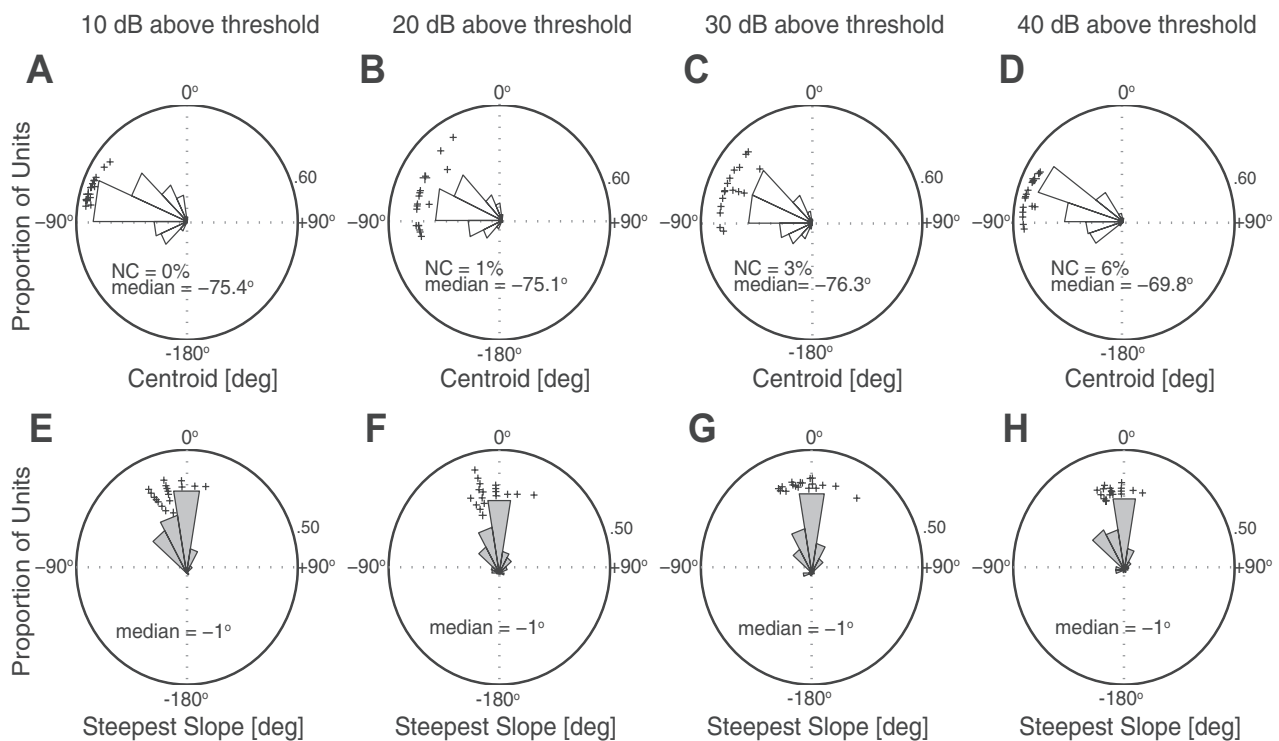 10 dB above threshold 20 dB above threshold 30 dB above threshold 40 dB above threshold
A B C D
Proportion of Units
0º 0º 0º 0º
.60 .60 .60 .60
−90º +90º −90º +90º −90º +90º −90º +90º
NC = 0% NC = 1% NC = 3% NC = 6%
median = −75.4º median = −75.1º median= −76.3º median = −69.8º
-180º -180º -180º -180º
Centroid [deg] Centroid [deg] Centroid [deg] Centroid [deg]
E F G H
Proportion of Units
0º 0º 0º 0º
.50 .50 .50 .50
−90º +90º −90º +90º −90º +90º −90º +90º
median = −1º median = −1º median = −1º median = −1º
-180º -180º -180º -180º
Steepest Slope [deg] Steepest Slope [deg] Steepest Slope [deg] Steepest Slope [deg]